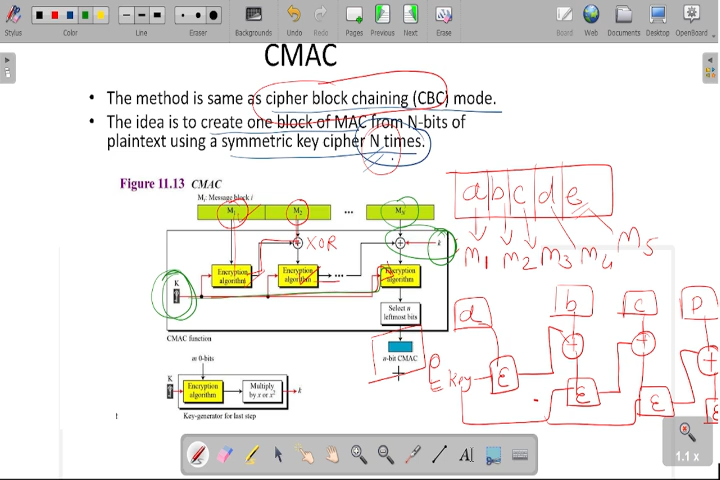 Stylus
Color
Line
Eraser
Backgrounds
Undo
Redo
Pages
Previous
Next
Erase
Board
Web
Documents
Desktop
OpenBoard
CMAC
• The method is same as cipher block chaining (CBC) mode.
• The idea is to create one block of MAC from N-bits of
plaintext using a symmetric key cipher N times.
Figure 11.13 CMAC
Mi: Message block i
M1 M2 ... MN
XOR
k
K
Encryption algorithm
Encryption algorithm
...
Encryption algorithm
Select n leftmost bits
CMAC function
n-bit CMAC
m 0-bits
K
Encryption algorithm
Multiply by x or x²
k
Key-generator for last step
a b c d e
m1 m2 m3 m4 m5
a b c p
+ + +
key E E E E
1.1 x